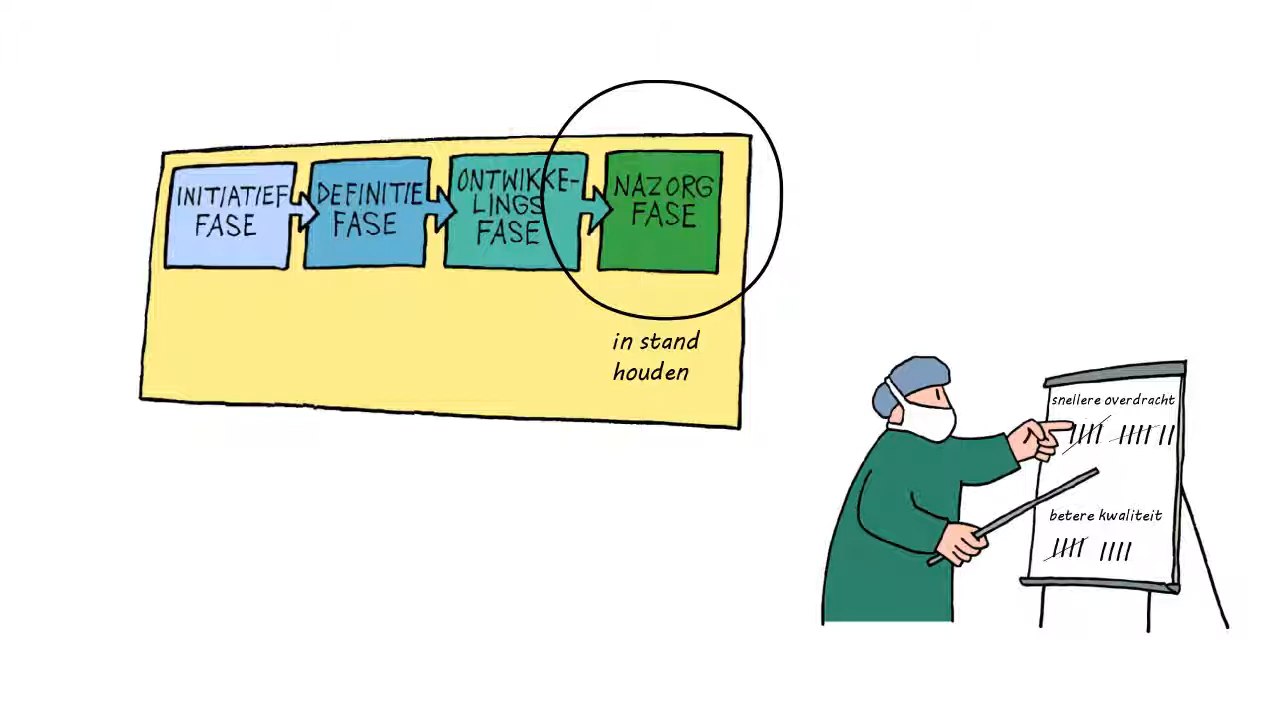 INITIATIEF
FASE
DEFINITIE
FASE
ONTWIKKE-
LINGS
FASE
NAZORG
FASE
in stand
houden
snellere overdracht
betere kwaliteit